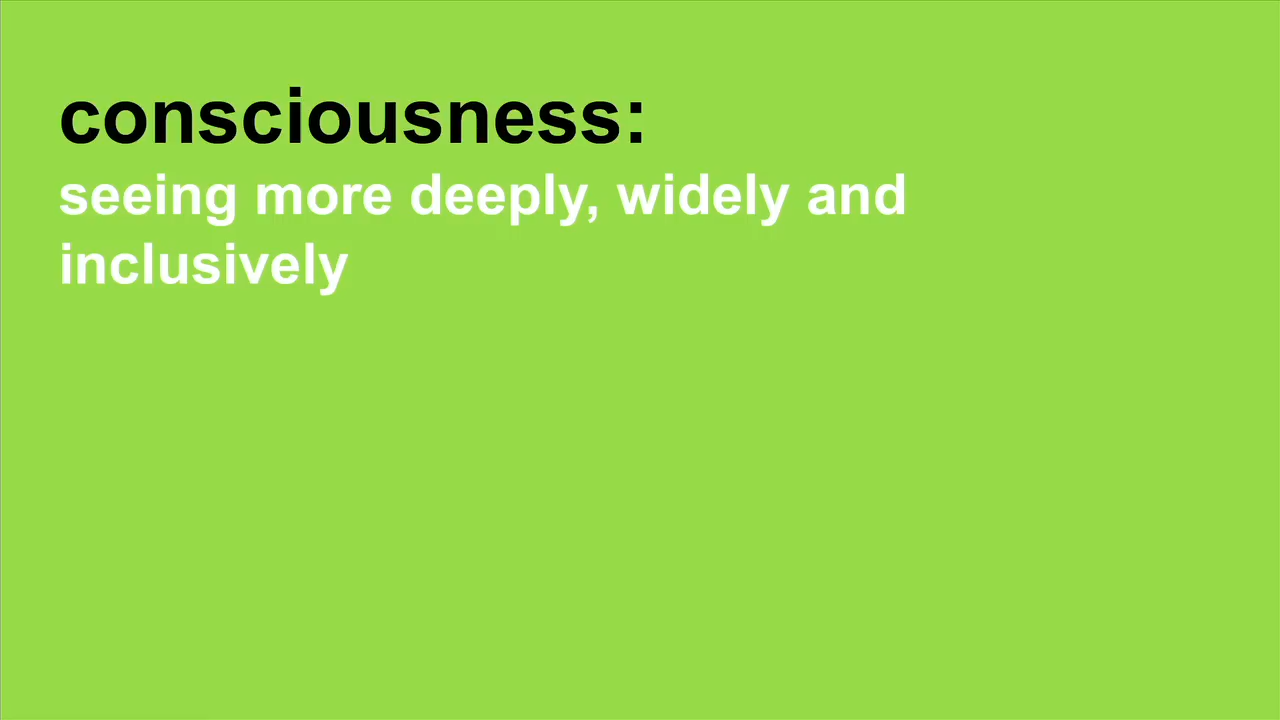 consciousness:
seeing more deeply, widely and
inclusively